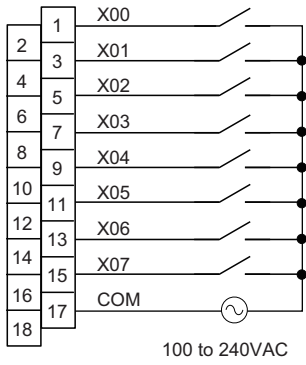 1 X00
2
3 X01
4
5 X02
6
7 X03
8
9 X04
10
11 X05
12
13 X06
14
15 X07
16
17 COM
18
100 to 240VAC